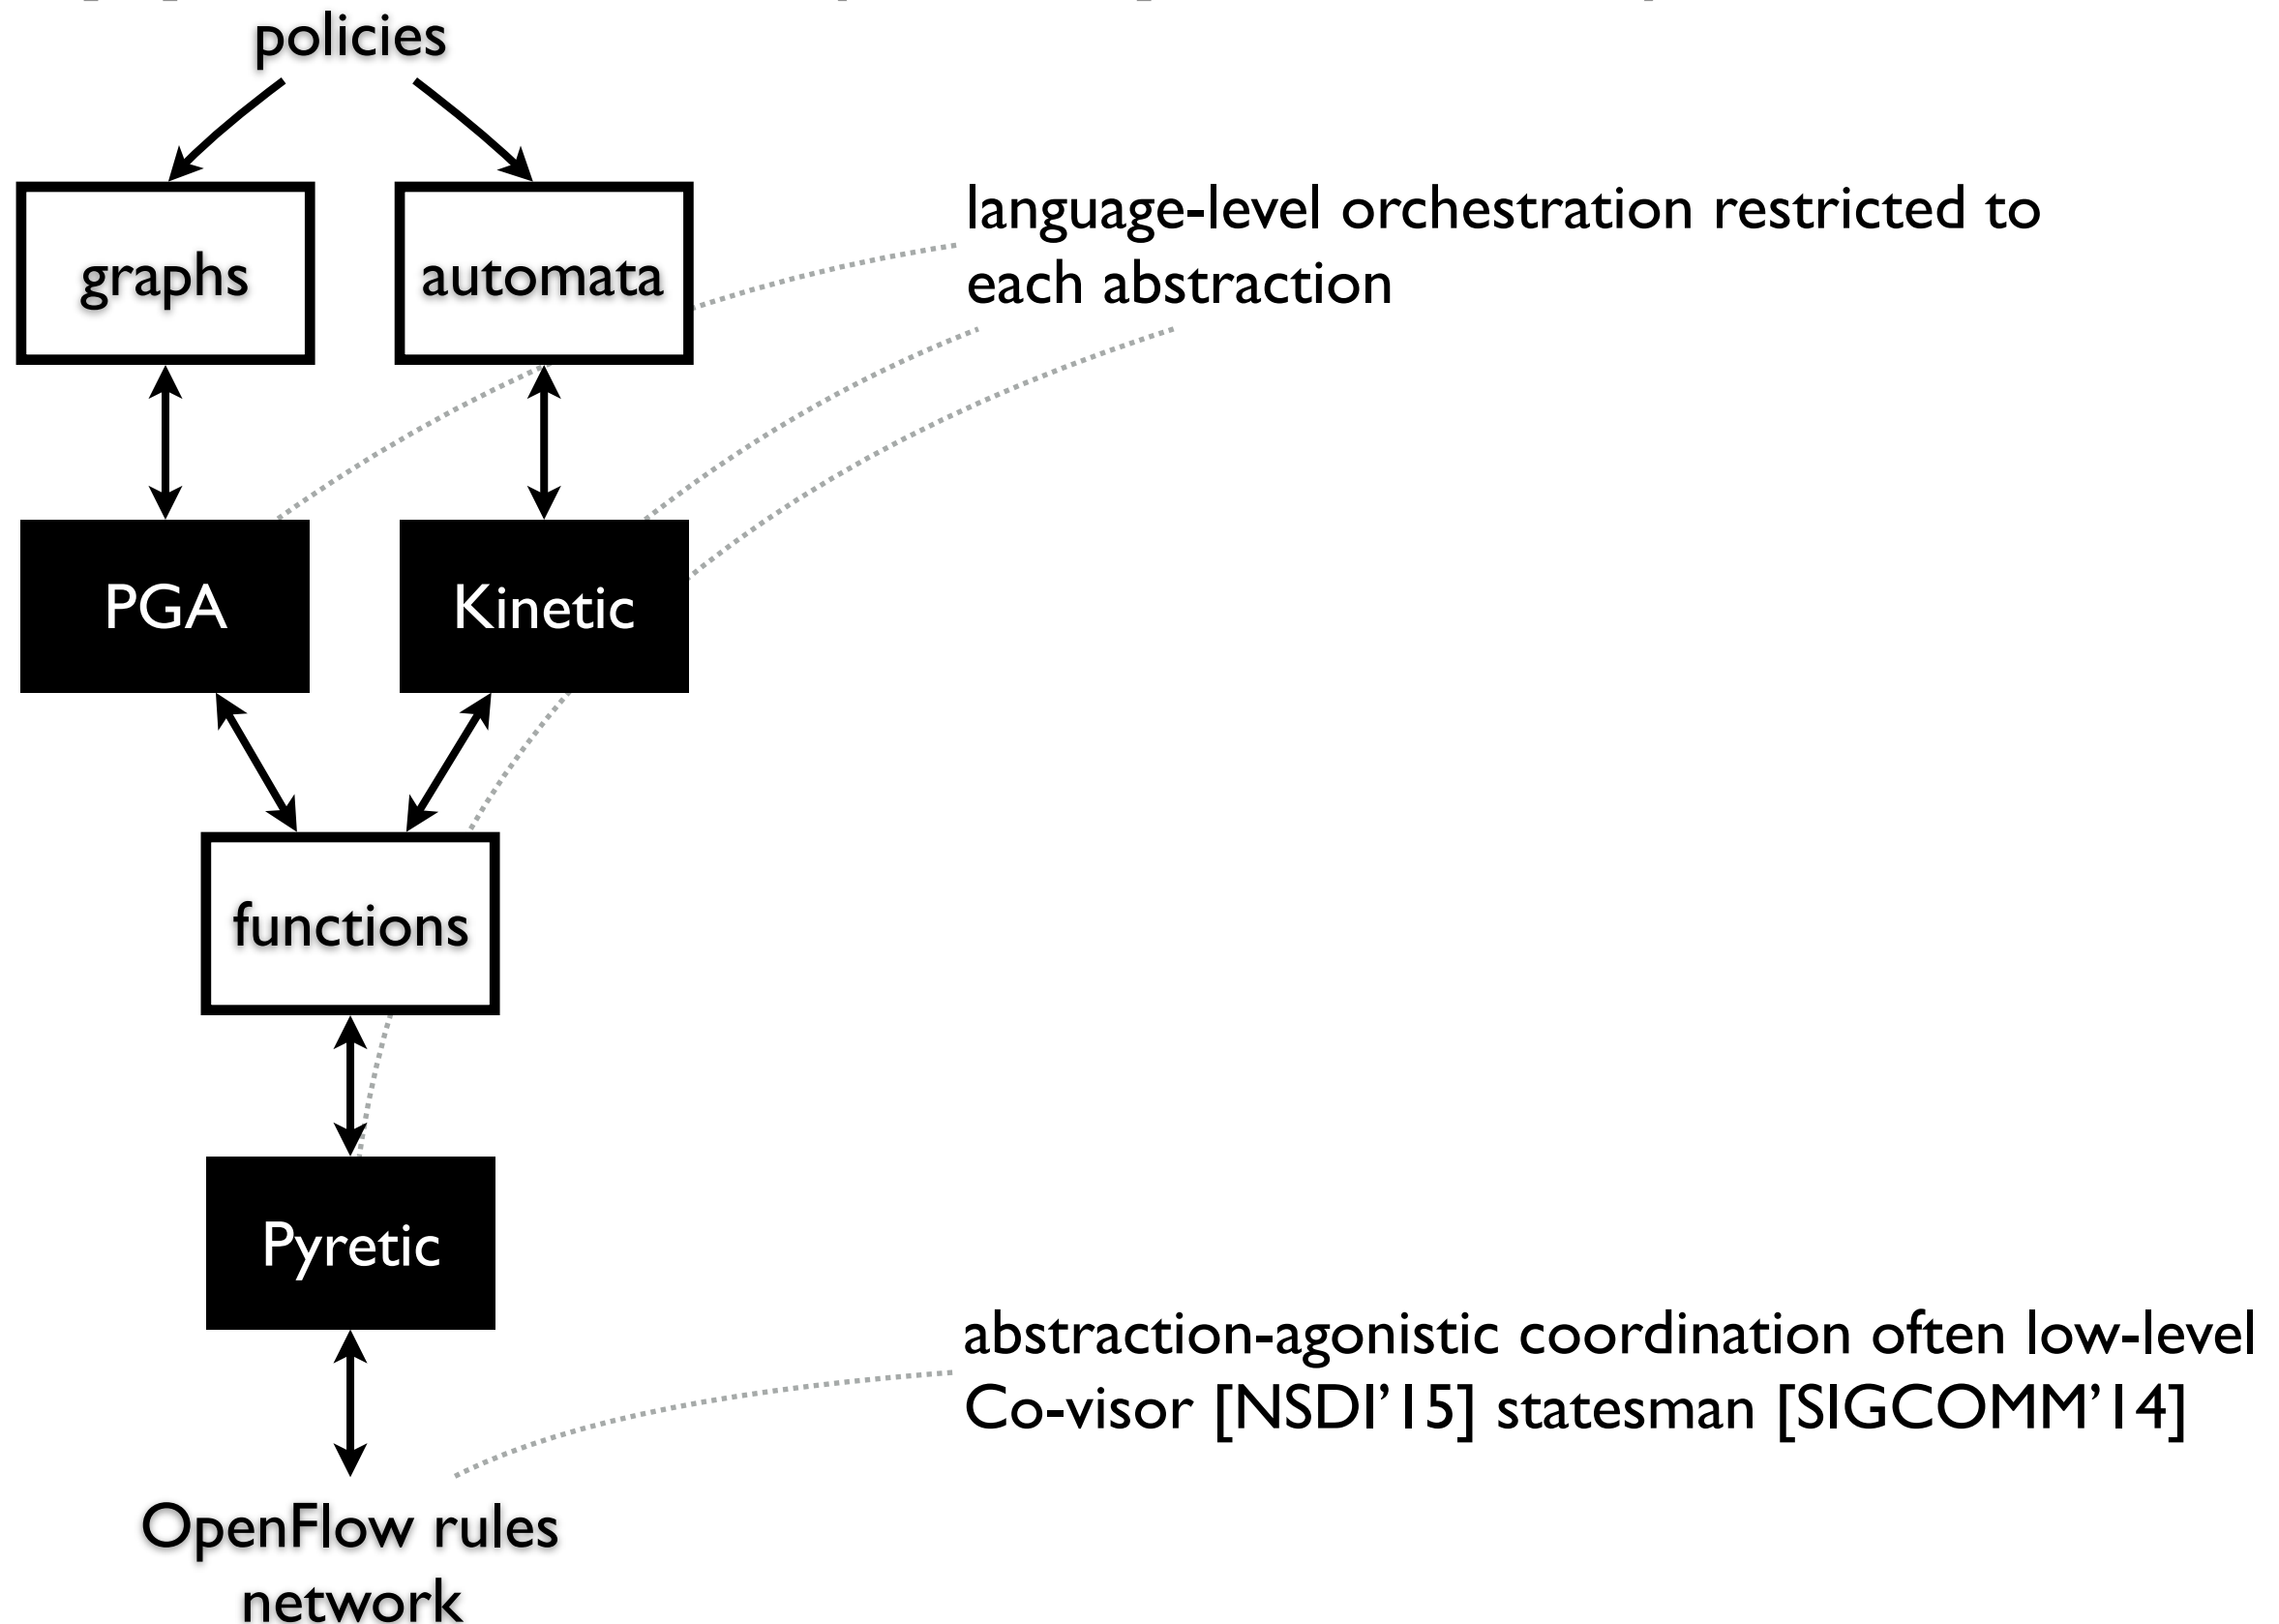 policies
graphs
automata
language-level orchestration restricted to
each abstraction
PGA
Kinetic
functions
Pyretic
abstraction-agonistic coordination often low-level
Co-visor [NSDI’15] statesman [SIGCOMM’14]
OpenFlow rules
network